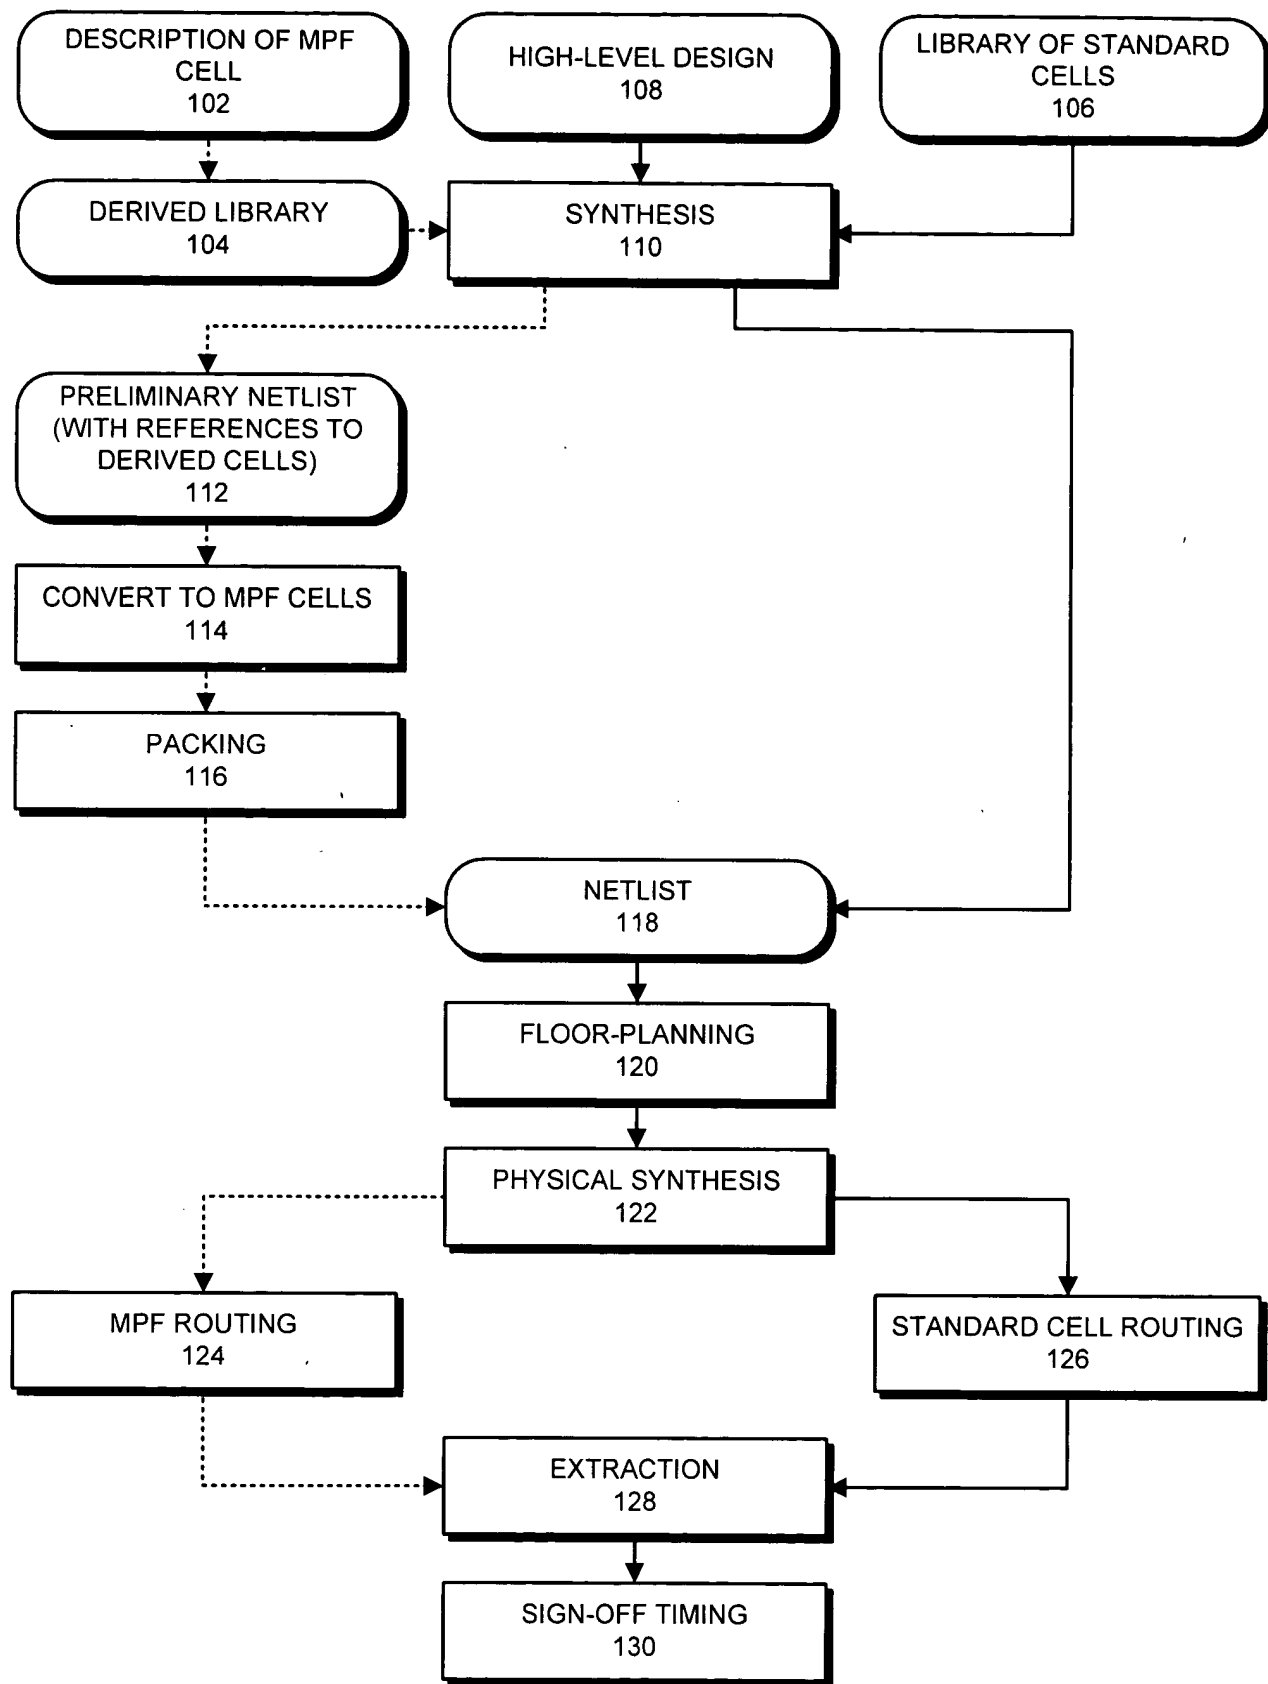 DESCRIPTION OF MPF
CELL
102
HIGH-LEVEL DESIGN
108
LIBRARY OF STANDARD
CELLS
106
DERIVED LIBRARY
104
SYNTHESIS
110
PRELIMINARY NETLIST
(WITH REFERENCES TO
DERIVED CELLS)
112
CONVERT TO MPF CELLS
114
PACKING
116
NETLIST
118
FLOOR-PLANNING
120
PHYSICAL SYNTHESIS
122
MPF ROUTING
124
STANDARD CELL ROUTING
126
EXTRACTION
128
SIGN-OFF TIMING
130